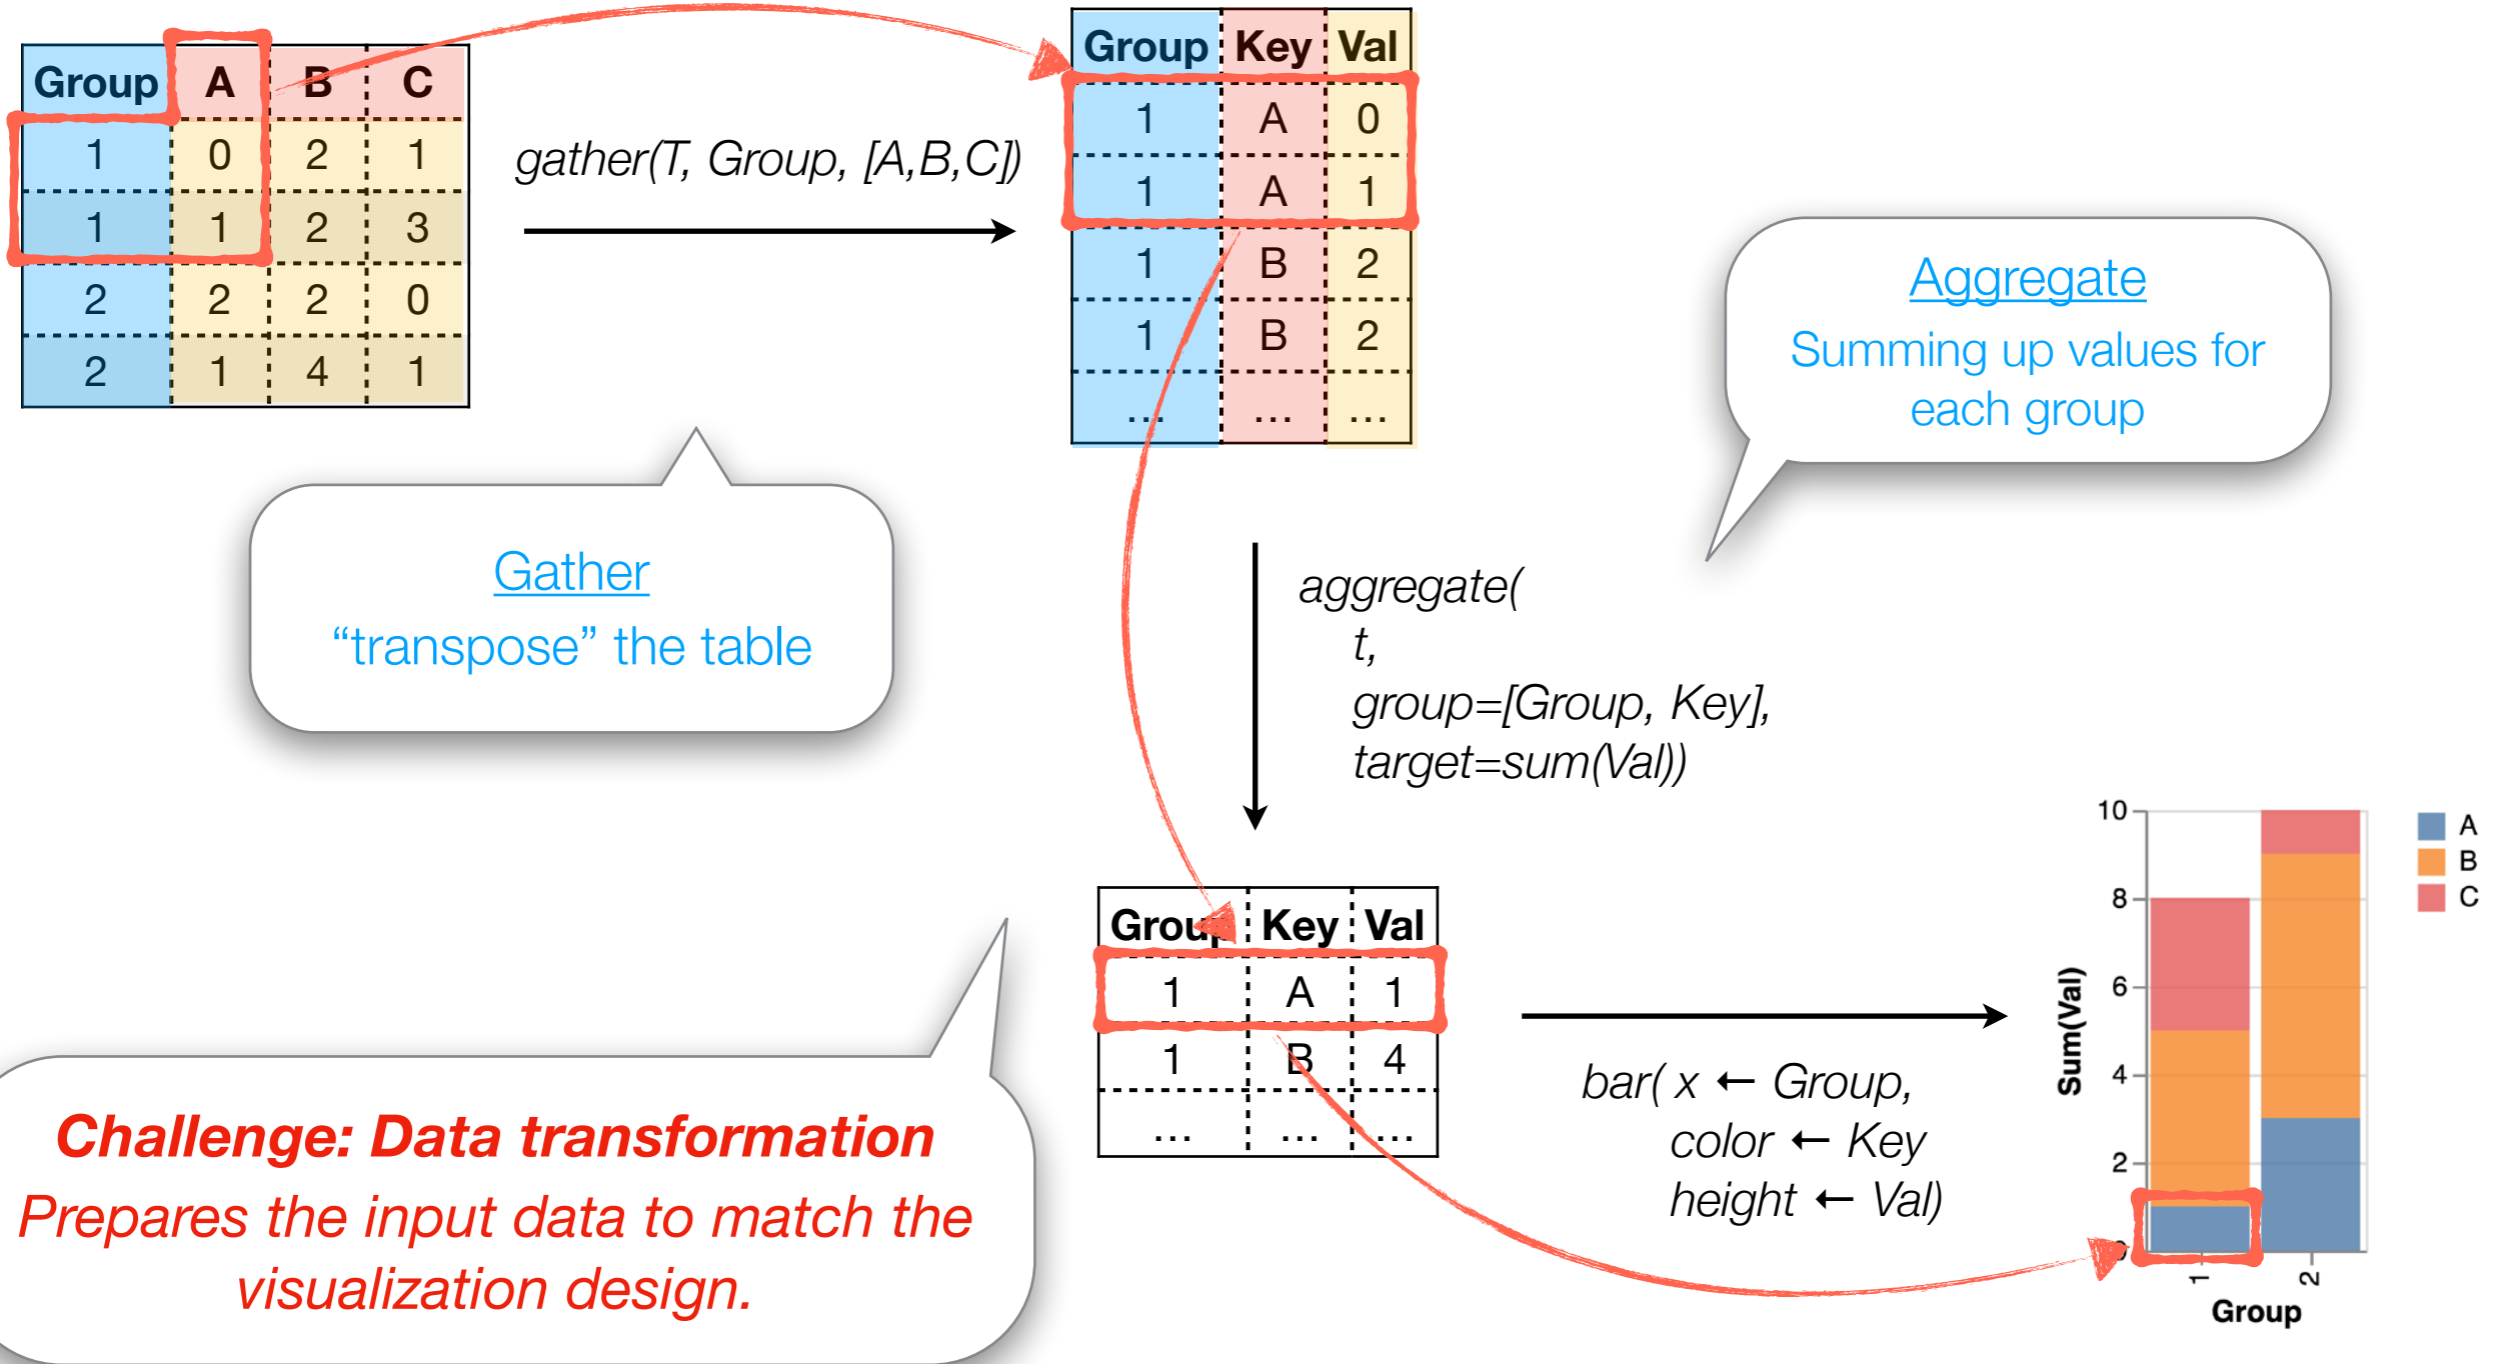 Group A B C
1 0 2 1
1 1 2 3
2 2 2 0
2 1 4 1
gather(T, Group, [A,B,C])
Group Key Val
1 A 0
1 A 1
1 B 2
1 B 2
... ... ...
Gather
“transpose” the table
Aggregate
Summing up values for
each group
aggregate(
t,
group=[Group, Key],
target=sum(Val))
Challenge: Data transformation
Prepares the input data to match the
visualization design.
Group Key Val
1 A 1
1 B 4
... ... ...
bar( x ← Group,
color ← Key
height ← Val)
Sum(Val)
10
8
6
4
2
0
1 2
Group
A
B
C